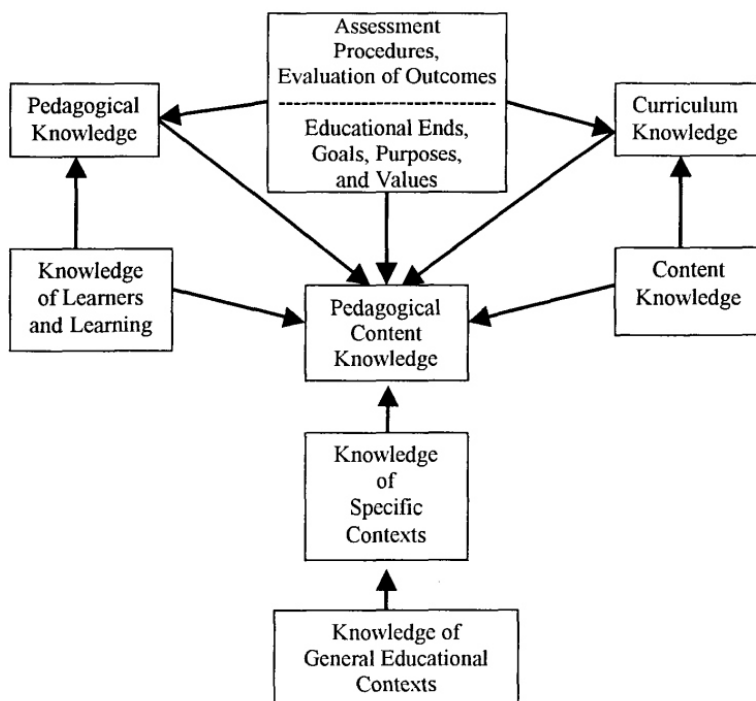 Assessment
Procedures,
Evaluation of Outcomes
Educational Ends,
Goals, Purposes,
and Values
Pedagogical
Knowledge
Curriculum
Knowledge
Knowledge
of Learners
and Learning
Pedagogical
Content
Knowledge
Content
Knowledge
Knowledge
of
Specific
Contexts
Knowledge of
General Educational
Contexts